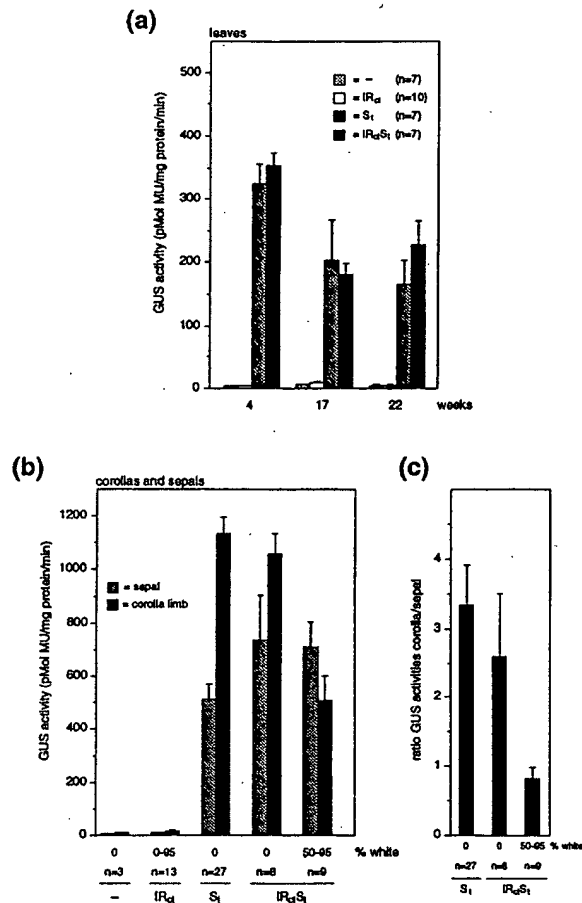 (a)
leaves
500
400
300
200
100
0
GUS activity (pMol MU/mg protein/min)
= – (n=7)
= IRcl (n=10)
= St (n=7)
= IRclSt (n=7)
4 17 22 weeks
(b)
corollas and sepals
1200
1000
800
600
400
200
0
GUS activity (pMol MU/mg protein/min)
= sepal
= corolla limb
0 0-95 0 0 50-95 % white
n=3 n=13 n=27 n=6 n=9
– IRcl St IRclSt
(c)
4
3
2
1
0
ratio GUS activities corolla/sepal
0 0 50-95 % white
n=27 n=6 n=9
St IRclSt